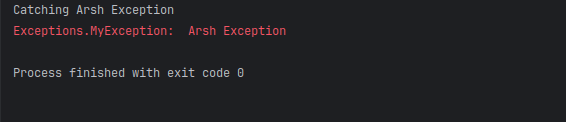 Catching Arsh Exception
Exceptions.MyException:  Arsh Exception
Process finished with exit code 0